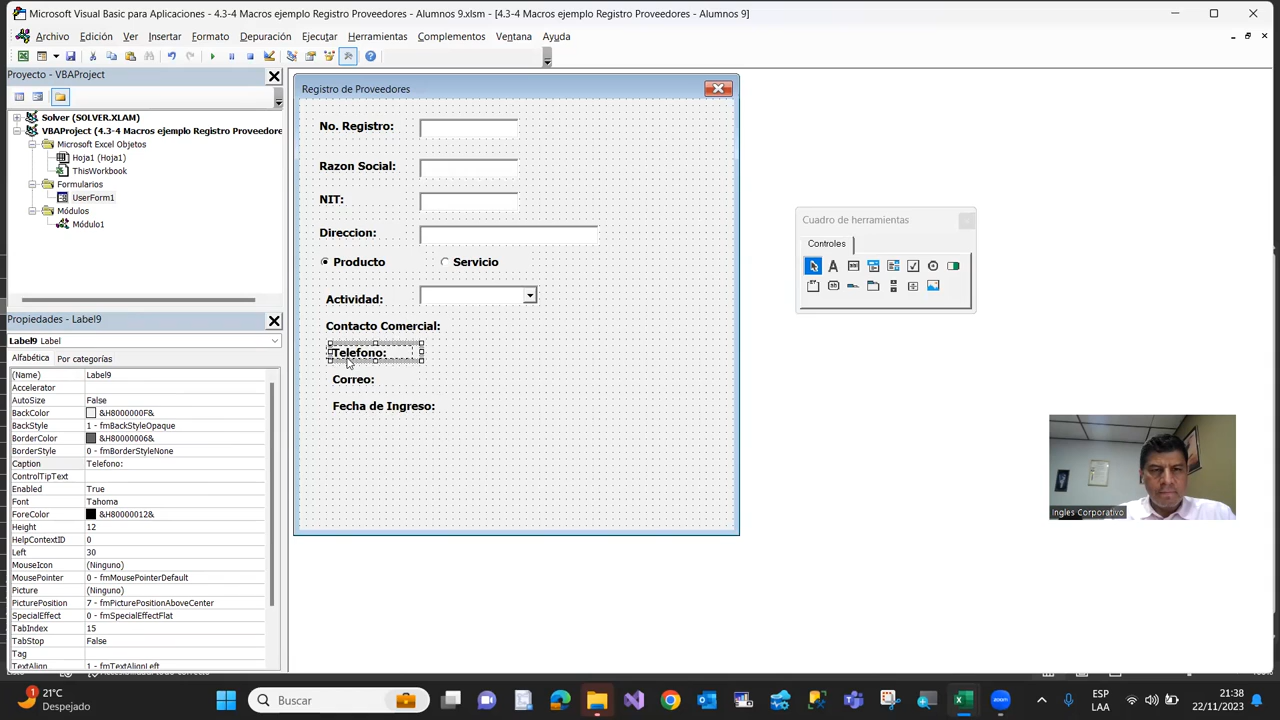 Microsoft Visual Basic para Aplicaciones - 4.3-4 Macros ejemplo Registro Proveedores - Alumnos 9.xlsm - [4.3-4 Macros ejemplo Registro Proveedores - Alumnos 9]
Archivo Edición Ver Insertar Formato Depuración Ejecutar Herramientas Complementos Ventana Ayuda
Proyecto - VBAProject
Solver (SOLVER.XLAM)
VBAProject (4.3-4 Macros ejemplo Registro Proveedore
Microsoft Excel Objetos
Hoja1 (Hoja1)
ThisWorkbook
Formularios
UserForm1
Módulos
Módulo1
Propiedades - Label9
Label9 Label
Alfabética Por categorías
(Name) Label9
Accelerator
AutoSize False
BackColor &H8000000F&
BackStyle 1 - fmBackStyleOpaque
BorderColor &H80000006&
BorderStyle 0 - fmBorderStyleNone
Caption Telefono:
ControlTipText
Enabled True
Font Tahoma
ForeColor &H80000012&
Height 12
HelpContextID 0
Left 30
MouseIcon (Ninguno)
MousePointer 0 - fmMousePointerDefault
Picture (Ninguno)
PicturePosition 7 - fmPicturePositionAboveCenter
SpecialEffect 0 - fmSpecialEffectFlat
TabIndex 15
TabStop False
Tag
TextAlign 1 - fmTextAlignLeft
Registro de Proveedores
No. Registro:
Razon Social:
NIT:
Direccion:
Producto Servicio
Actividad:
Contacto Comercial:
Telefono:
Correo:
Fecha de Ingreso:
Cuadro de herramientas
Controles
Ingles Corporativo
21°C
Despejado
Buscar
ESP
LAA
21:38
22/11/2023